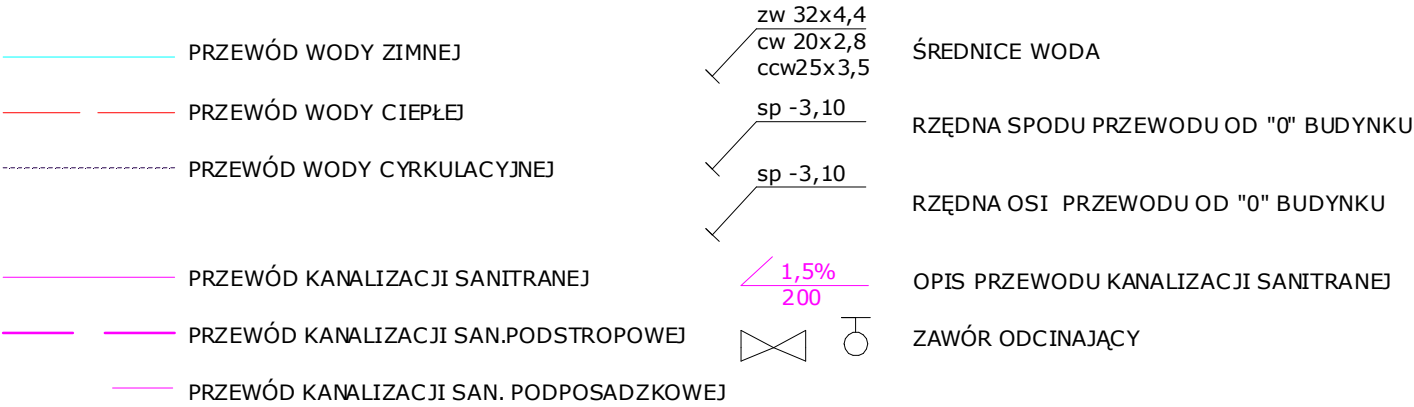 PRZEWÓD WODY ZIMNEJ
PRZEWÓD WODY CIEPŁEJ
PRZEWÓD WODY CYRKULACYJNEJ
PRZEWÓD KANALIZACJI SANITRANEJ
PRZEWÓD KANALIZACJI SAN.PODSTROPOWEJ
PRZEWÓD KANALIZACJI SAN. PODPOSADZKOWEJ
zw 32x4,4
cw 20x2,8
ccw25x3,5
ŚREDNICE WODA
sp -3,10
RZĘDNA SPODU PRZEWODU OD "0" BUDYNKU
sp -3,10
RZĘDNA OSI PRZEWODU OD "0" BUDYNKU
1,5%
200
OPIS PRZEWODU KANALIZACJI SANITRANEJ
ZAWÓR ODCINAJĄCY